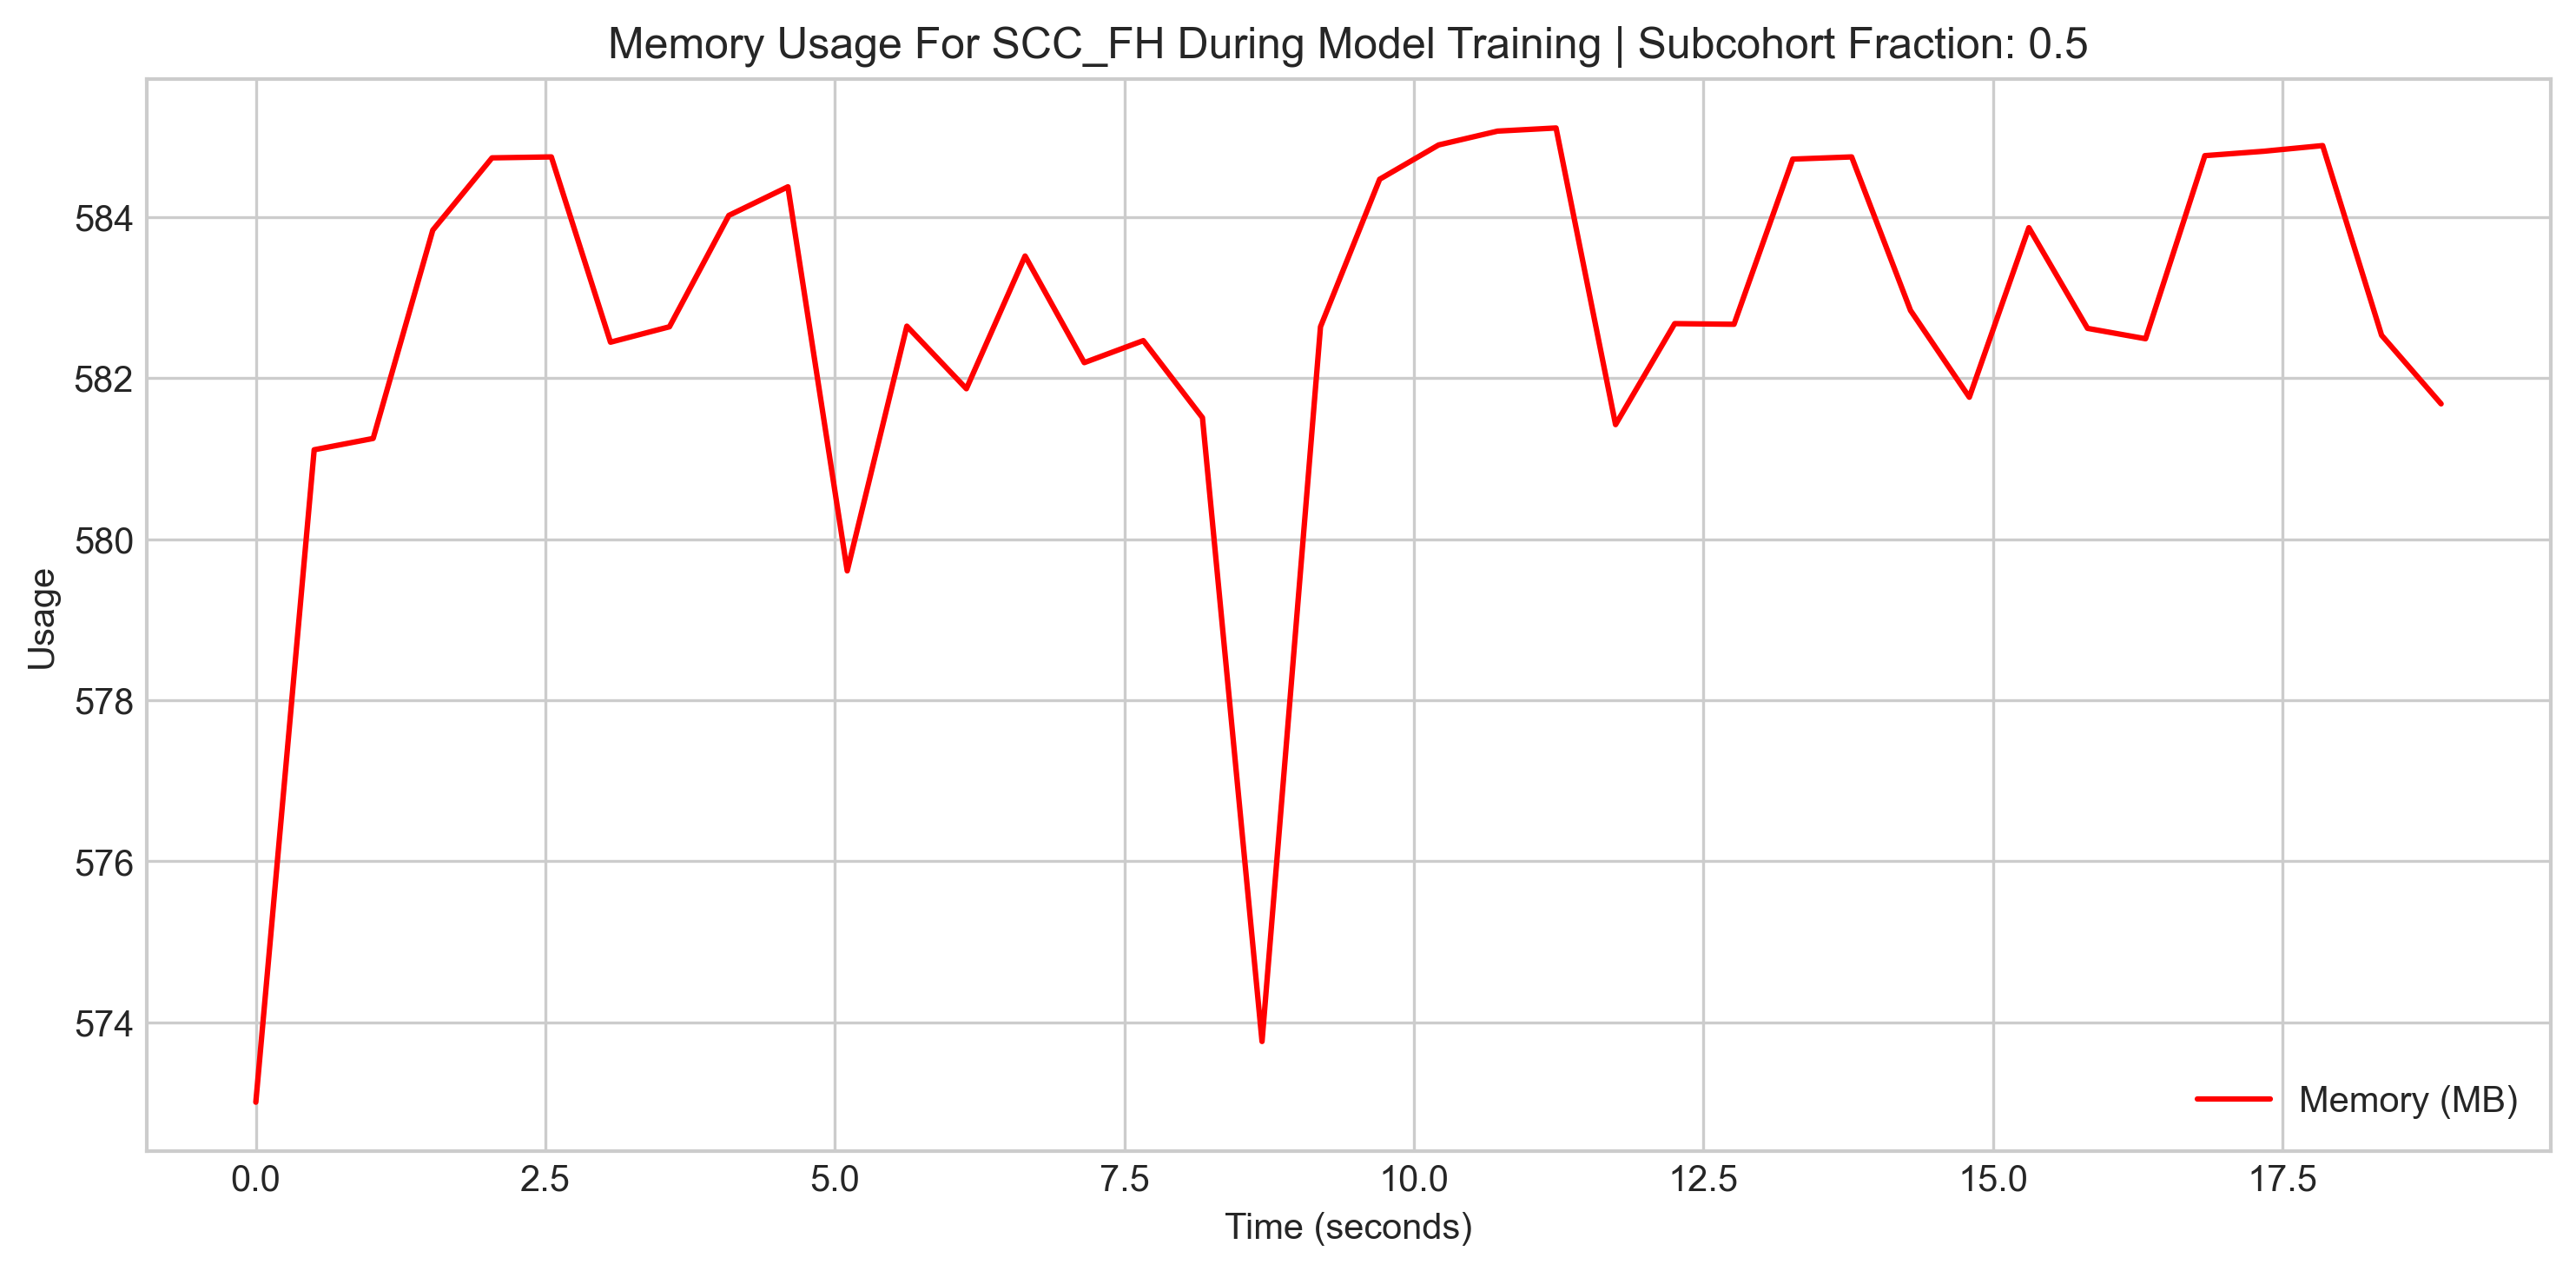 Memory Usage For SCC_FH During Model Training | Subcohort Fraction: 0.5
584
582
580
578
576
574
Usage
Memory (MB)
0.0 2.5 5.0 7.5 10.0 12.5 15.0 17.5
Time (seconds)